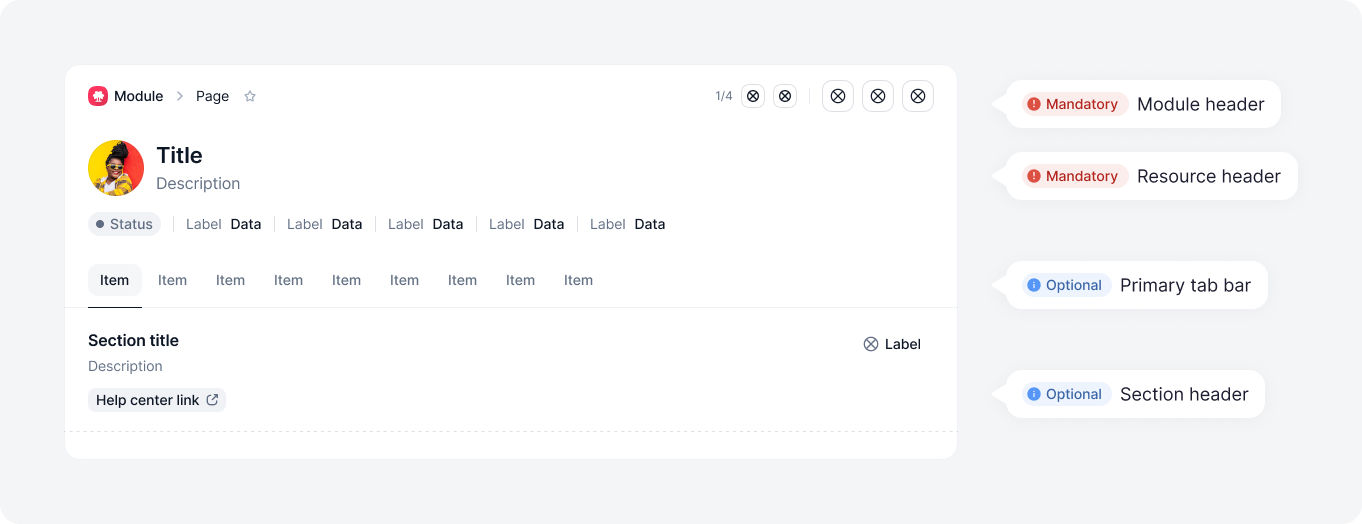 Module Page 1/4
Title
Description
Status Label Data Label Data Label Data Label Data Label Data
Item Item Item Item Item Item Item Item Item
Section title
Label
Description
Help center link
Mandatory Module header
Mandatory Resource header
Optional Primary tab bar
Optional Section header